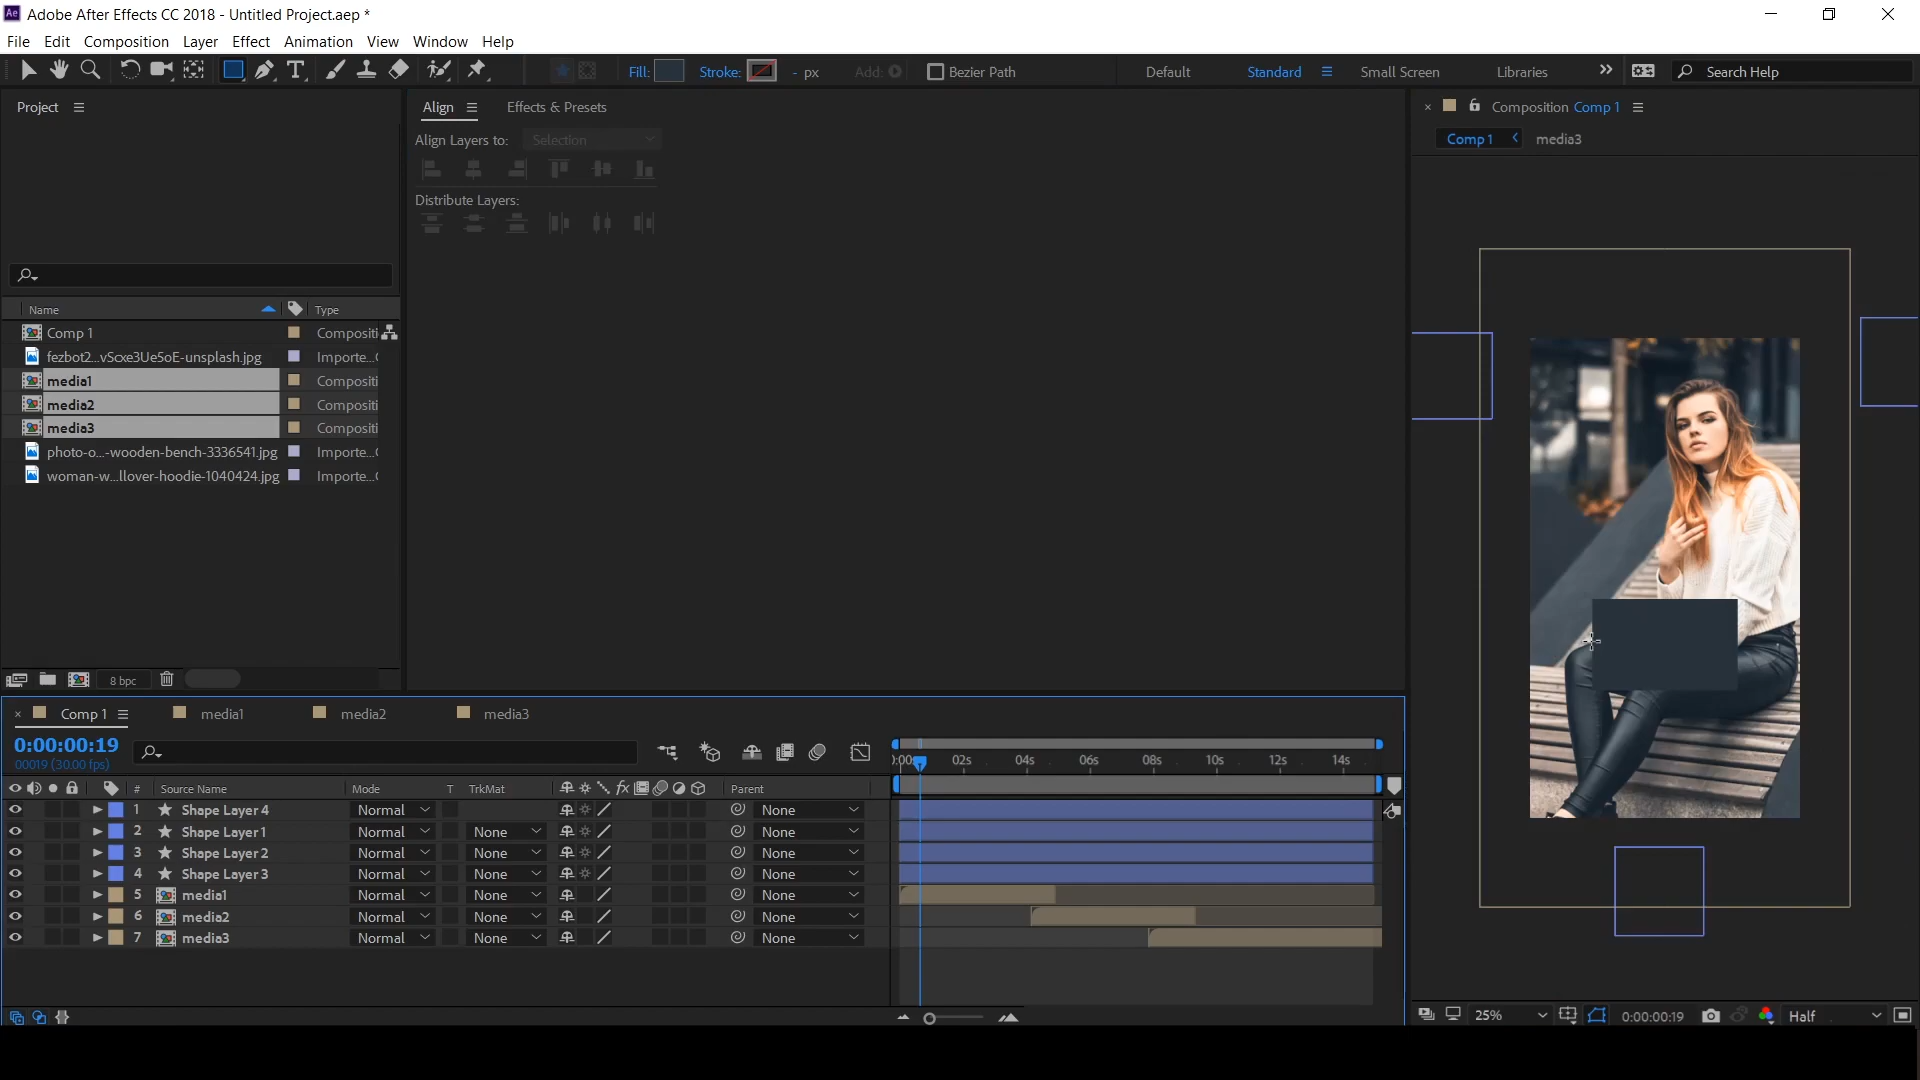 Ae Adobe After Effects CC 2018 - Untitled Project.aep *
File Edit Composition Layer Effect Animation View Window Help
Fill: Stroke: - px Add: Bezier Path Default Standard Small Screen Libraries Search Help
Project
Align Effects & Presets
Composition Comp 1
Comp 1 media3
Align Layers to: Selection
Distribute Layers:
Name Type
Comp 1 Compositi
fezbot2...vScxe3Ue5oE-unsplash.jpg Importe...(
media1 Compositi
media2 Compositi
media3 Compositi
photo-o...-wooden-bench-3336541.jpg Importe...(
woman-w...llover-hoodie-1040424.jpg Importe...(
8 bpc
Comp 1 media1 media2 media3
0:00:00:19
00019 (30.00 fps)
02s 04s 06s 08s 10s 12s 14s
# Source Name Mode T TrkMat fx Parent
1 Shape Layer 4 Normal None
2 Shape Layer 1 Normal None None
3 Shape Layer 2 Normal None None
4 Shape Layer 3 Normal None None
5 media1 Normal None None
6 media2 Normal None None
7 media3 Normal None None
25% 0:00:00:19 Half